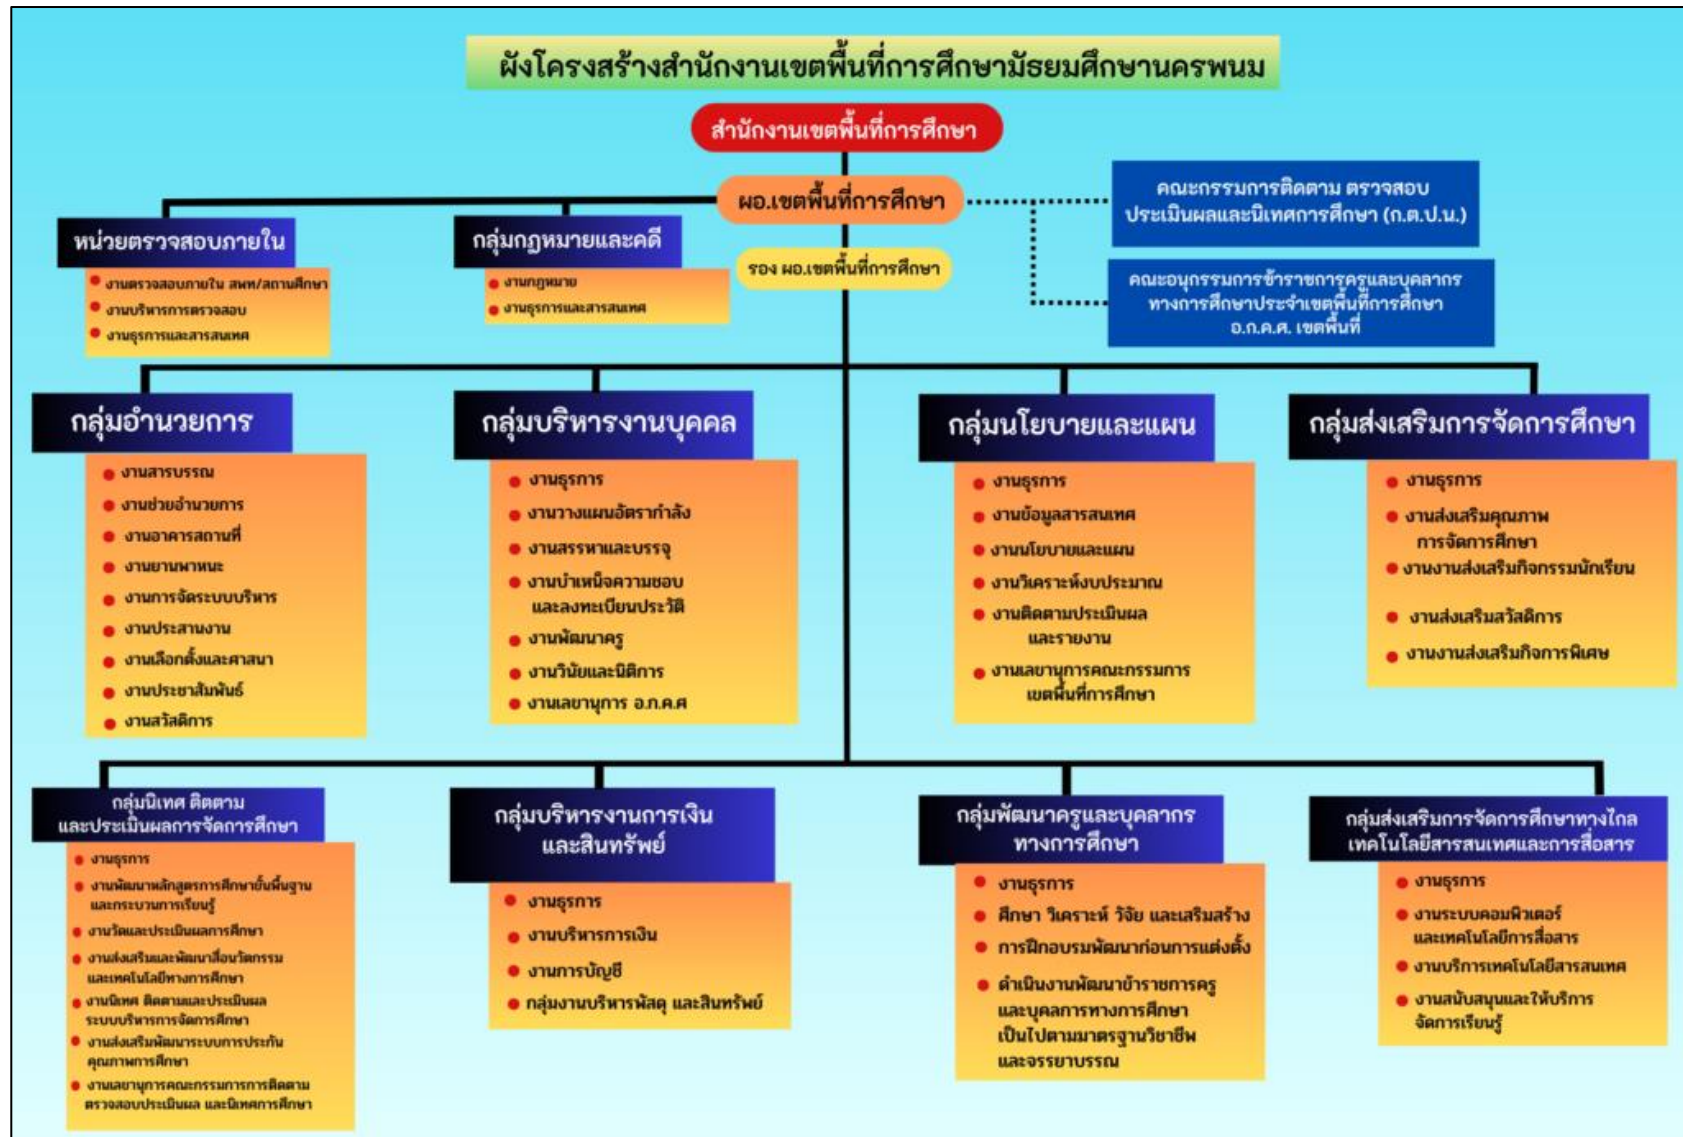 ผังโครงสร้างสำนักงานเขตพื้นที่การศึกษามัธยมศึกษานครพนม
สำนักงานเขตพื้นที่การศึกษา
ผอ.เขตพื้นที่การศึกษา
รอง ผอ.เขตพื้นที่การศึกษา
คณะกรรมการติดตาม ตรวจสอบ
ประเมินผลและนิเทศการศึกษา (ก.ต.ป.น.)
คณะอนุกรรมการข้าราชการครูและบุคลากร
ทางการศึกษาประจำเขตพื้นที่การศึกษา
อ.ก.ค.ศ. เขตพื้นที่
หน่วยตรวจสอบภายใน
งานตรวจสอบภายใน สพท/สถานศึกษา
งานบริหารการตรวจสอบ
งานธุรการและสารสนเทศ
กลุ่มกฎหมายและคดี
งานกฎหมาย
งานธุรการและสารสนเทศ
กลุ่มอำนวยการ
งานสารบรรณ
งานช่วยอำนวยการ
งานอาคารสถานที่
งานยานพาหนะ
งานการจัดระบบบริหาร
งานประสานงาน
งานเลือกตั้งและศาสนา
งานประชาสัมพันธ์
งานสวัสดิการ
กลุ่มบริหารงานบุคคล
งานธุรการ
งานวางแผนอัตรากำลัง
งานสรรหาและบรรจุ
งานบำเหน็จความชอบ
และลงทะเบียนประวัติ
งานพัฒนาครู
งานวินัยและนิติการ
งานเลขานุการ อ.ก.ค.ศ
กลุ่มนโยบายและแผน
งานธุรการ
งานข้อมูลสารสนเทศ
งานนโยบายและแผน
งานวิเคราะห์งบประมาณ
งานติดตามประเมินผล
และรายงาน
งานเลขานุการคณะกรรมการ
เขตพื้นที่การศึกษา
กลุ่มส่งเสริมการจัดการศึกษา
งานธุรการ
งานส่งเสริมคุณภาพ
การจัดการศึกษา
งานงานส่งเสริมกิจกรรมนักเรียน
งานส่งเสริมสวัสดิการ
งานงานส่งเสริมกิจการพิเศษ
กลุ่มนิเทศ ติดตาม
และประเมินผลการจัดการศึกษา
งานธุรการ
งานพัฒนาหลักสูตรการศึกษาขั้นพื้นฐาน
และกระบวนการเรียนรู้
งานวัดและประเมินผลการศึกษา
งานส่งเสริมและพัฒนาสื่อนวัตกรรม
และเทคโนโลยีทางการศึกษา
งานนิเทศ ติดตามและประเมินผล
ระบบบริหารการจัดการศึกษา
งานส่งเสริมพัฒนาระบบการประกัน
คุณภาพการศึกษา
งานเลขานุการคณะกรรมการการติดตาม
ตรวจสอบประเมินผล และนิเทศการศึกษา
กลุ่มบริหารงานการเงิน
และสินทรัพย์
งานธุรการ
งานบริหารการเงิน
งานการบัญชี
กลุ่มงานบริหารพัสดุ และสินทรัพย์
กลุ่มพัฒนาครูและบุคลากร
ทางการศึกษา
งานธุรการ
ศึกษา วิเคราะห์ วิจัย และเสริมสร้าง
การฝึกอบรมพัฒนาก่อนการแต่งตั้ง
ดำเนินงานพัฒนาข้าราชการครู
และบุคลการทางการศึกษา
เป็นไปตามมาตรฐานวิชาชีพ
และจรรยาบรรณ
กลุ่มส่งเสริมการจัดการศึกษาทางไกล
เทคโนโลยีสารสนเทศและการสื่อสาร
งานธุรการ
งานระบบคอมพิวเตอร์
และเทคโนโลยีการสื่อสาร
งานบริการเทคโนโลยีสารสนเทศ
งานสนับสนุนและให้บริการ
จัดการเรียนรู้